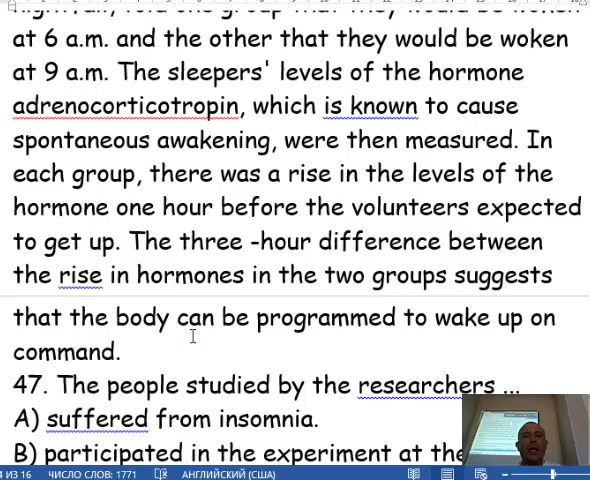 at 6 a.m. and the other that they would be woken
at 9 a.m. The sleepers' levels of the hormone
adrenocorticotropin, which is known to cause
spontaneous awakening, were then measured. In
each group, there was a rise in the levels of the
hormone one hour before the volunteers expected
to get up. The three -hour difference between
the rise in hormones in the two groups suggests
that the body can be programmed to wake up on
command.
47. The people studied by the researchers ...
A) suffered from insomnia.
B) participated in the experiment at the
ИЗ 16 ЧИСЛО СЛОВ: 1771 АНГЛИЙСКИЙ (США)